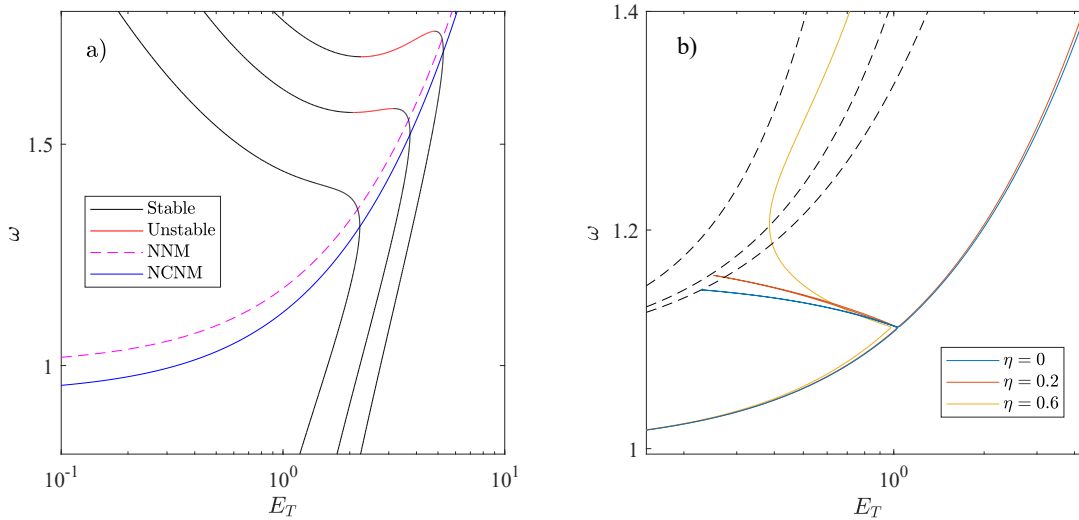 a)
ω
1.5
1
Stable
Unstable
NNM
NCNM
10^-1
10^0
10^1
E_T
b)
ω
1.4
1.2
1
η = 0
η = 0.2
η = 0.6
10^0
E_T